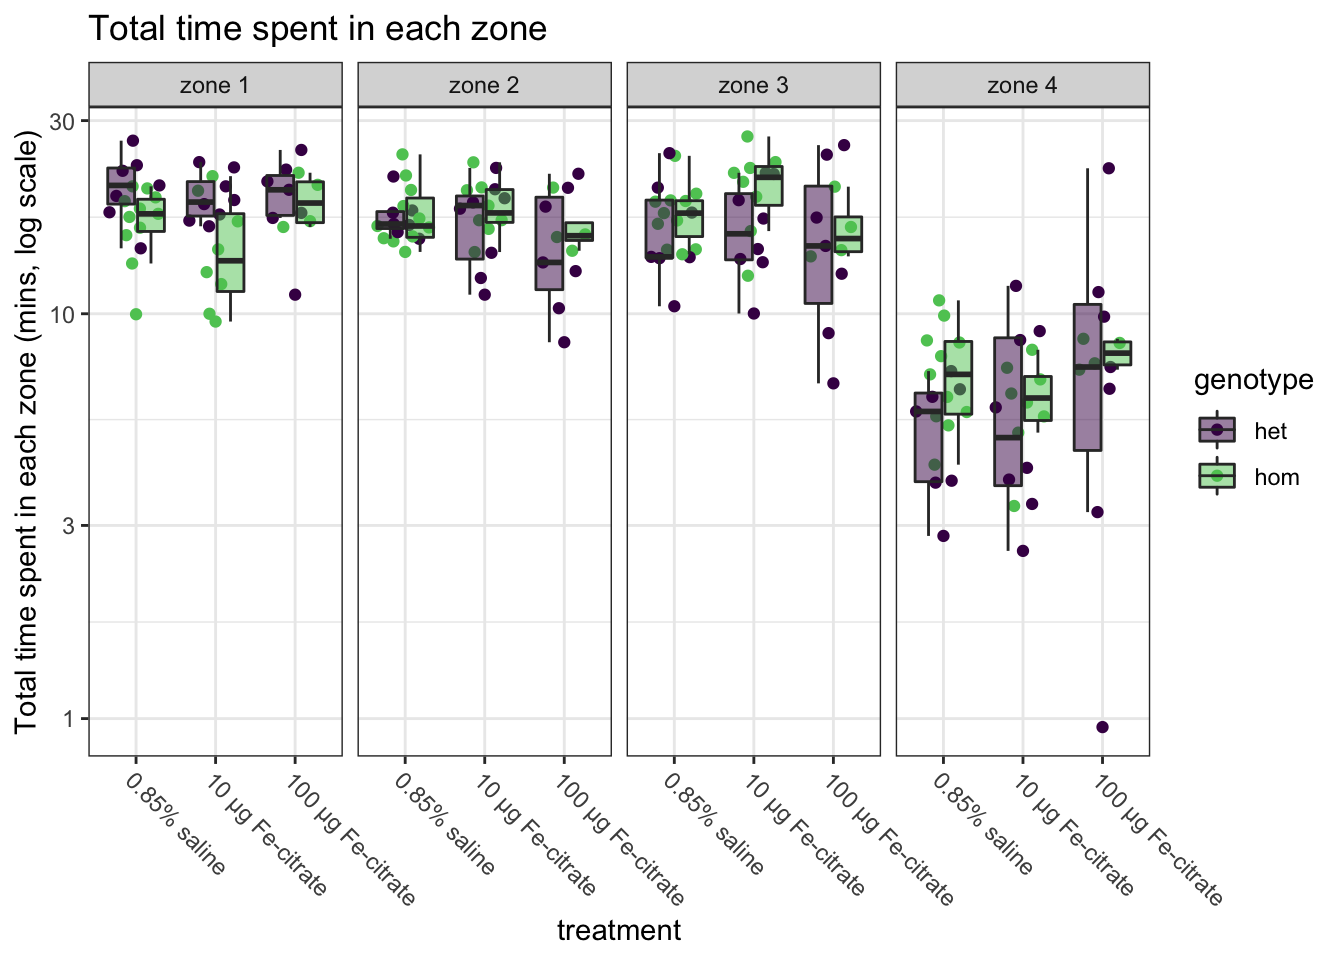 Total time spent in each zone
zone 1
zone 2
zone 3
zone 4
Total time spent in each zone (mins, log scale)
30
10
3
1
0.85% saline
10 µg Fe-citrate
100 µg Fe-citrate
0.85% saline
10 µg Fe-citrate
100 µg Fe-citrate
0.85% saline
10 µg Fe-citrate
100 µg Fe-citrate
0.85% saline
10 µg Fe-citrate
100 µg Fe-citrate
treatment
genotype
het
hom